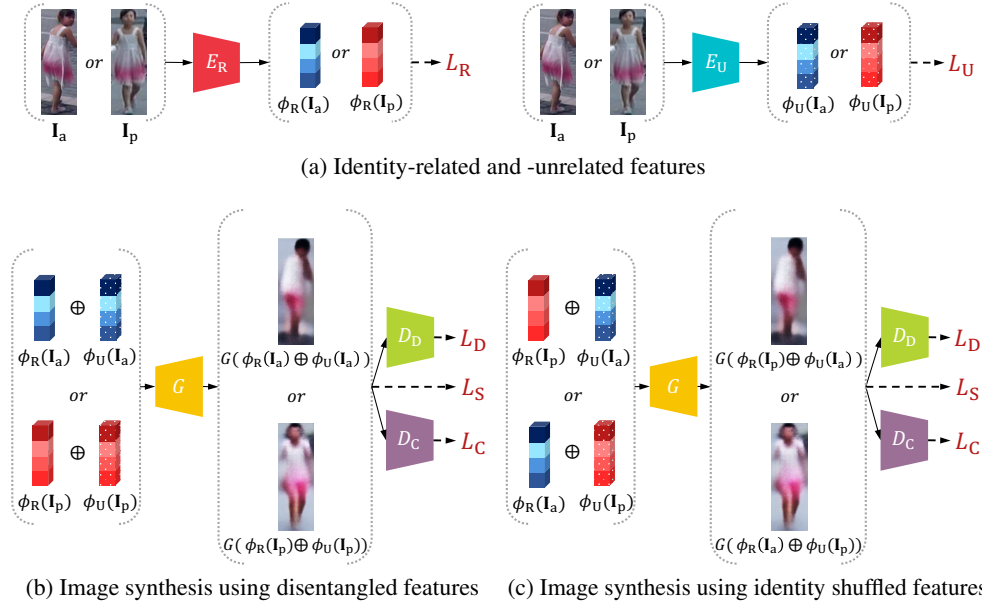 or E_R or L_R or E_U or L_U
ϕ_R(I_a) ϕ_R(I_p) ϕ_U(I_a) ϕ_U(I_p)
I_a I_p I_a I_p
(a) Identity-related and -unrelated features
⊕ ⊕
ϕ_R(I_a) ϕ_U(I_a) G( ϕ_R(I_a) ⊕ ϕ_U(I_a) ) D_D L_D
or G or L_S
⊕ D_C L_C
ϕ_R(I_p) ϕ_U(I_p) G( ϕ_R(I_p) ⊕ ϕ_U(I_p))
ϕ_R(I_p) ϕ_U(I_a) G( ϕ_R(I_p)⊕ ϕ_U(I_a)) D_D L_D
or G or L_S
⊕ D_C L_C
ϕ_R(I_a) ϕ_U(I_p) G( ϕ_R(I_a) ⊕ ϕ_U(I_p))
(b) Image synthesis using disentangled features
(c) Image synthesis using identity shuffled features